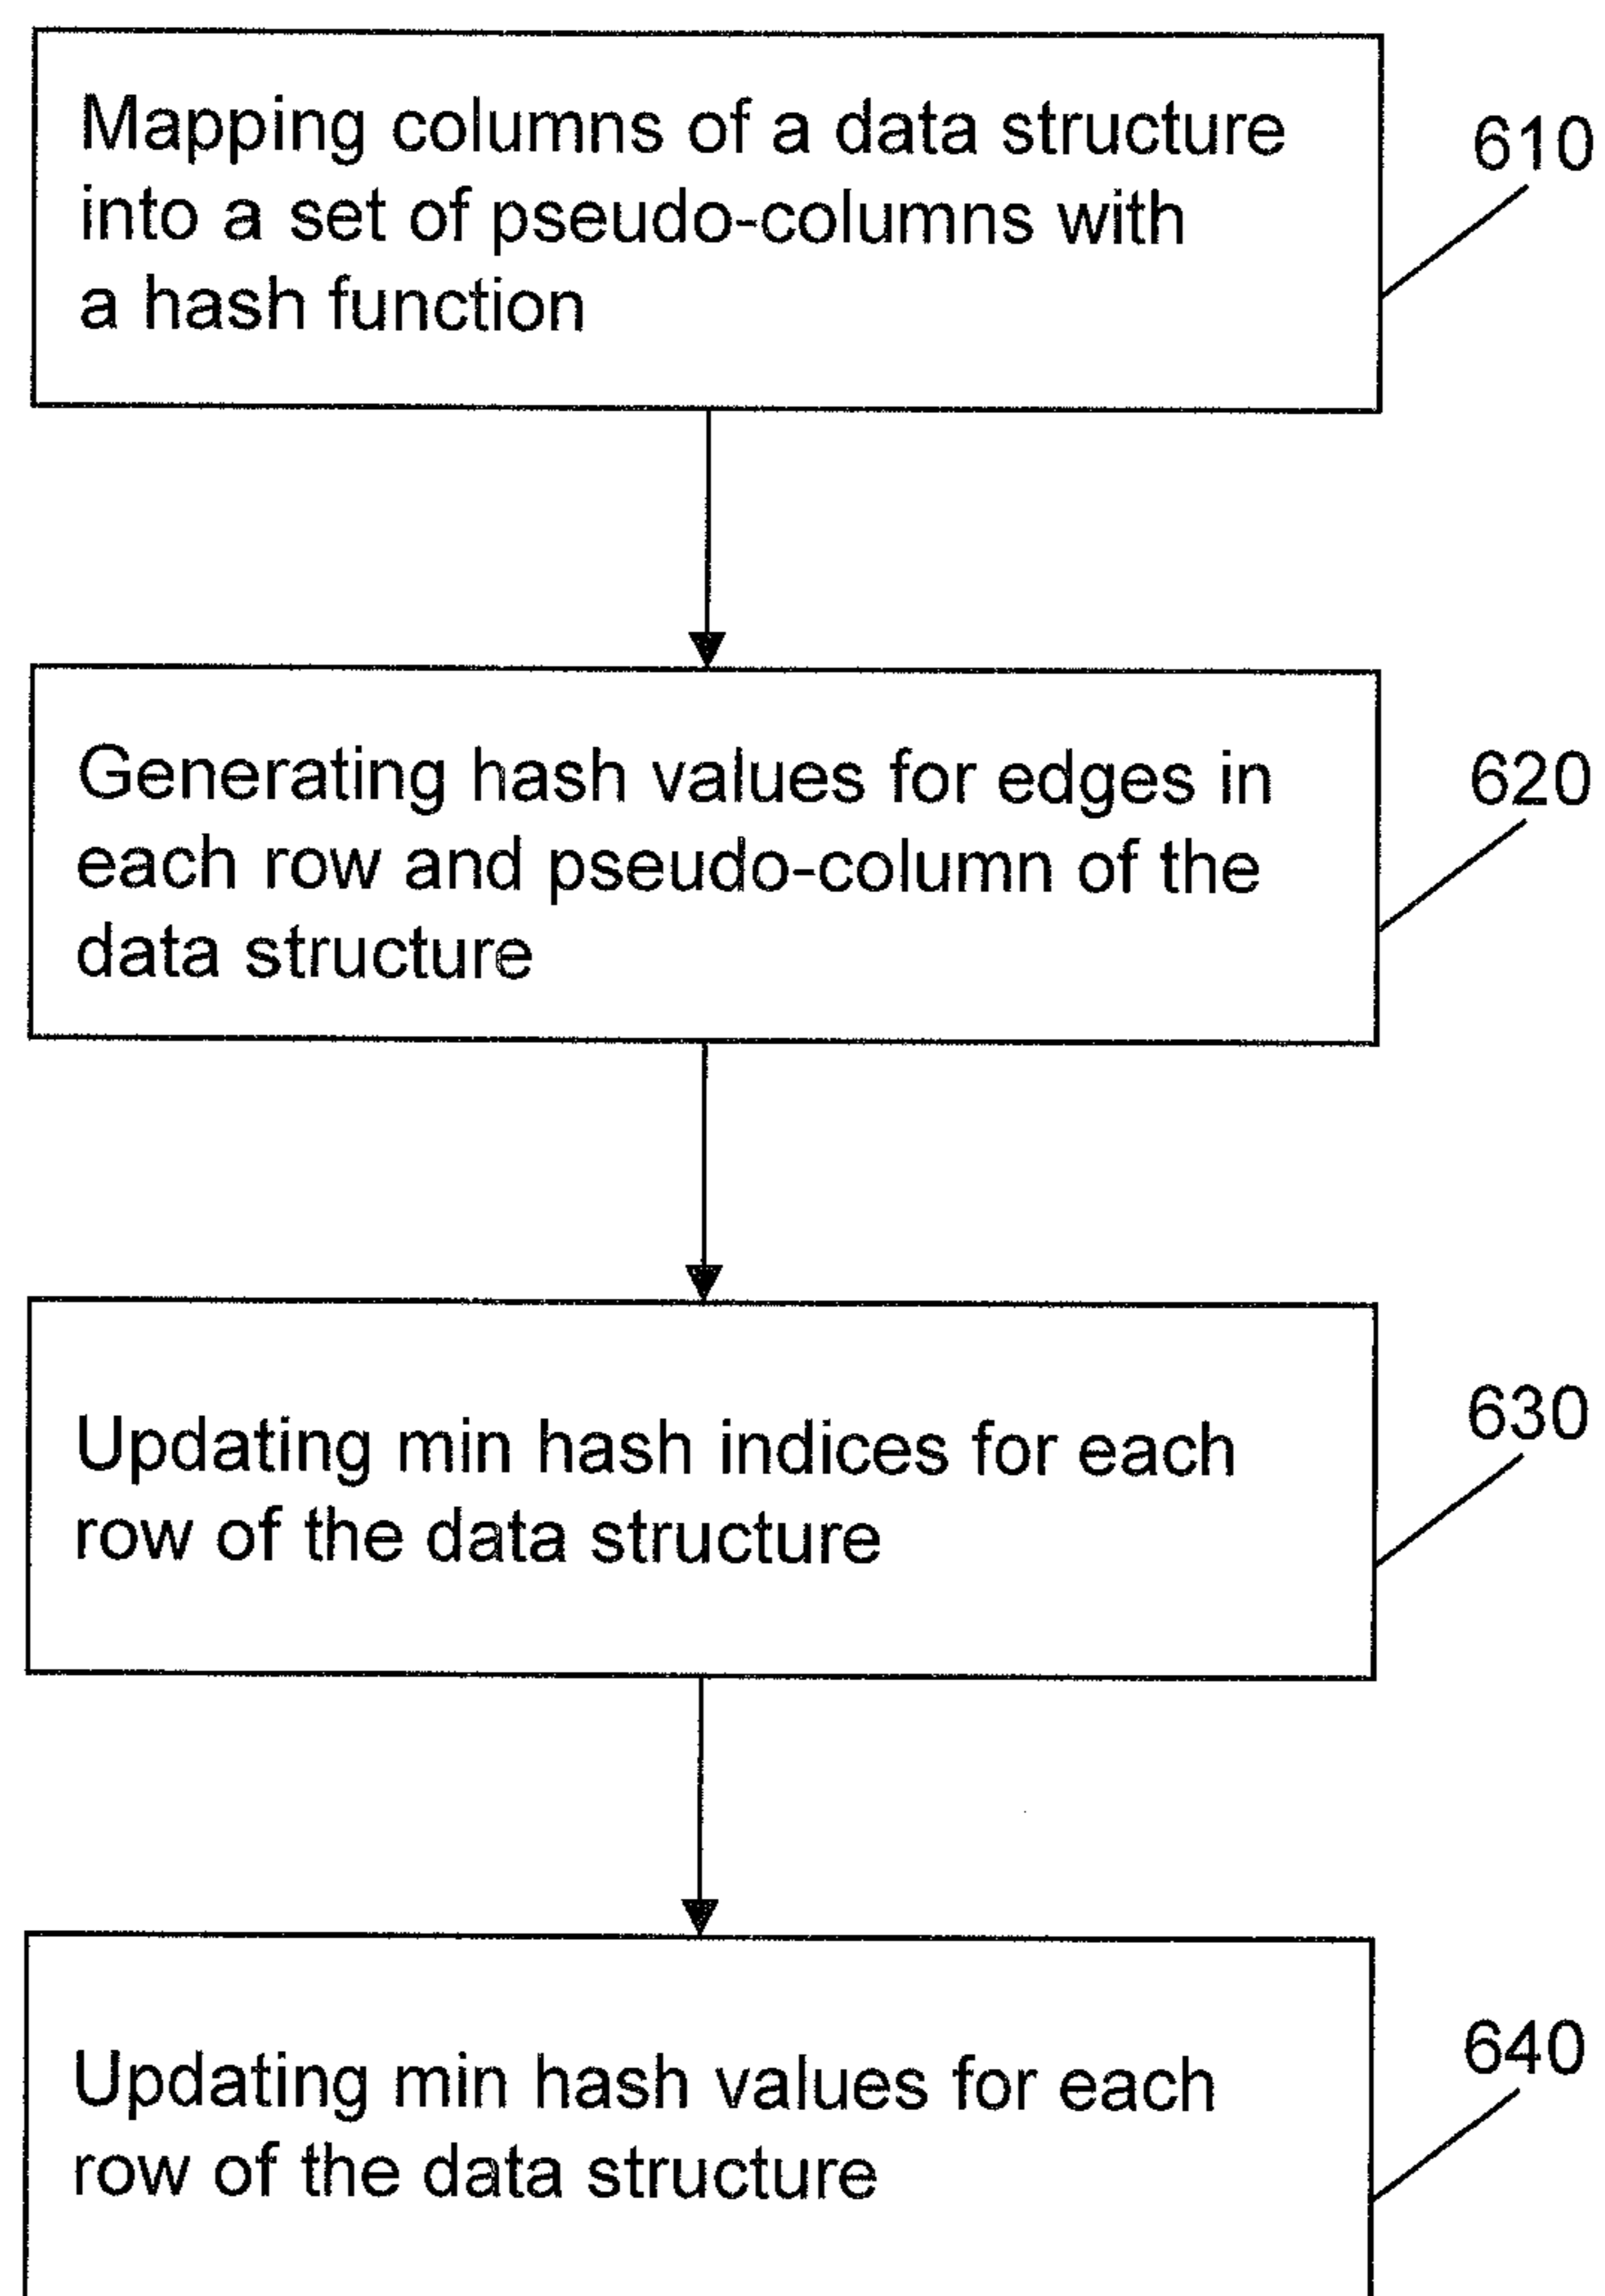 Mapping columns of a data structure
into a set of pseudo-columns with
a hash function
610
Generating hash values for edges in
each row and pseudo-column of the
data structure
620
Updating min hash indices for each
row of the data structure
630
Updating min hash values for each
row of the data structure
640